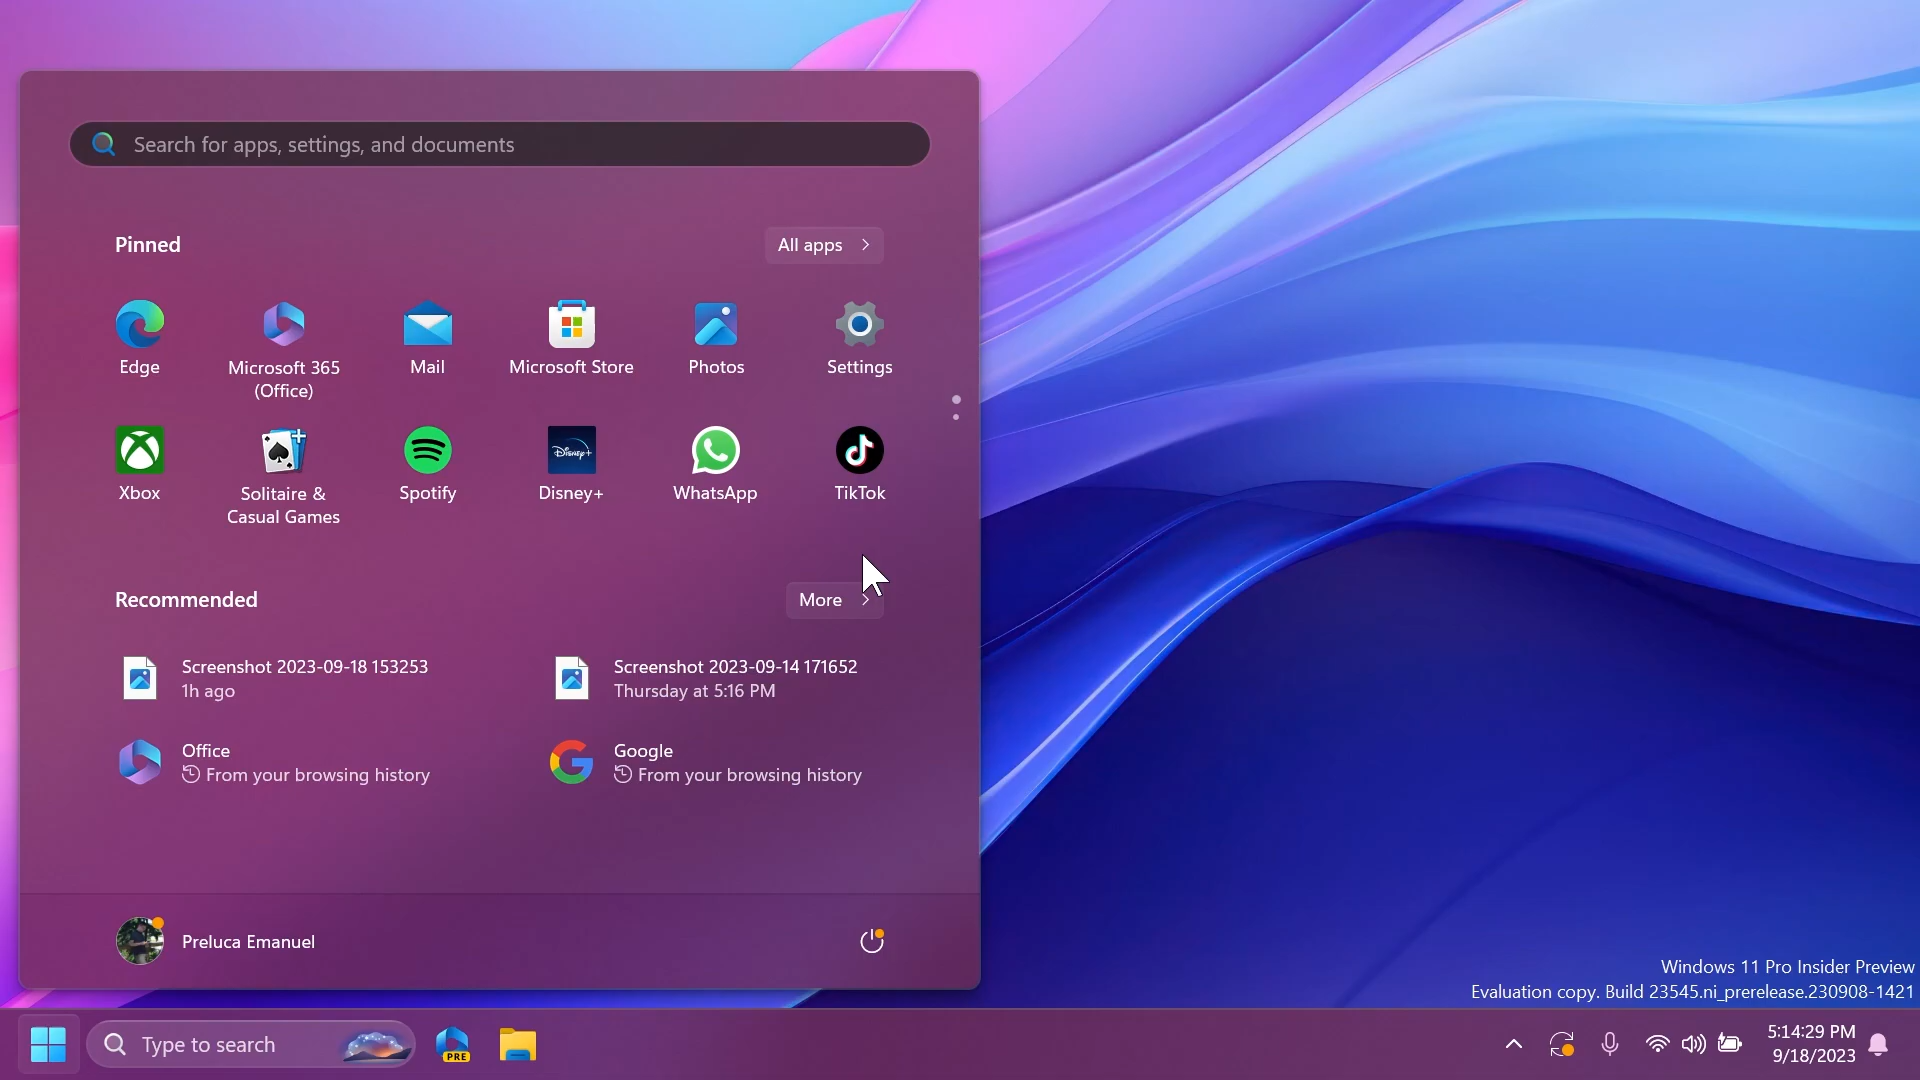 Search for apps, settings, and documents
Pinned
All apps
Edge
Microsoft 365
(Office)
Mail
Microsoft Store
Photos
Settings
Xbox
Solitaire &
Casual Games
Spotify
Disney+
Disney+
WhatsApp
TikTok
Recommended
More
Screenshot 2023-09-18 153253
1h ago
Screenshot 2023-09-14 171652
Thursday at 5:16 PM
Office
From your browsing history
Google
From your browsing history
Preluca Emanuel
Windows 11 Pro Insider Preview
Evaluation copy. Build 23545.ni_prerelease.230908-1421
Type to search
PRE
5:14:29 PM
9/18/2023